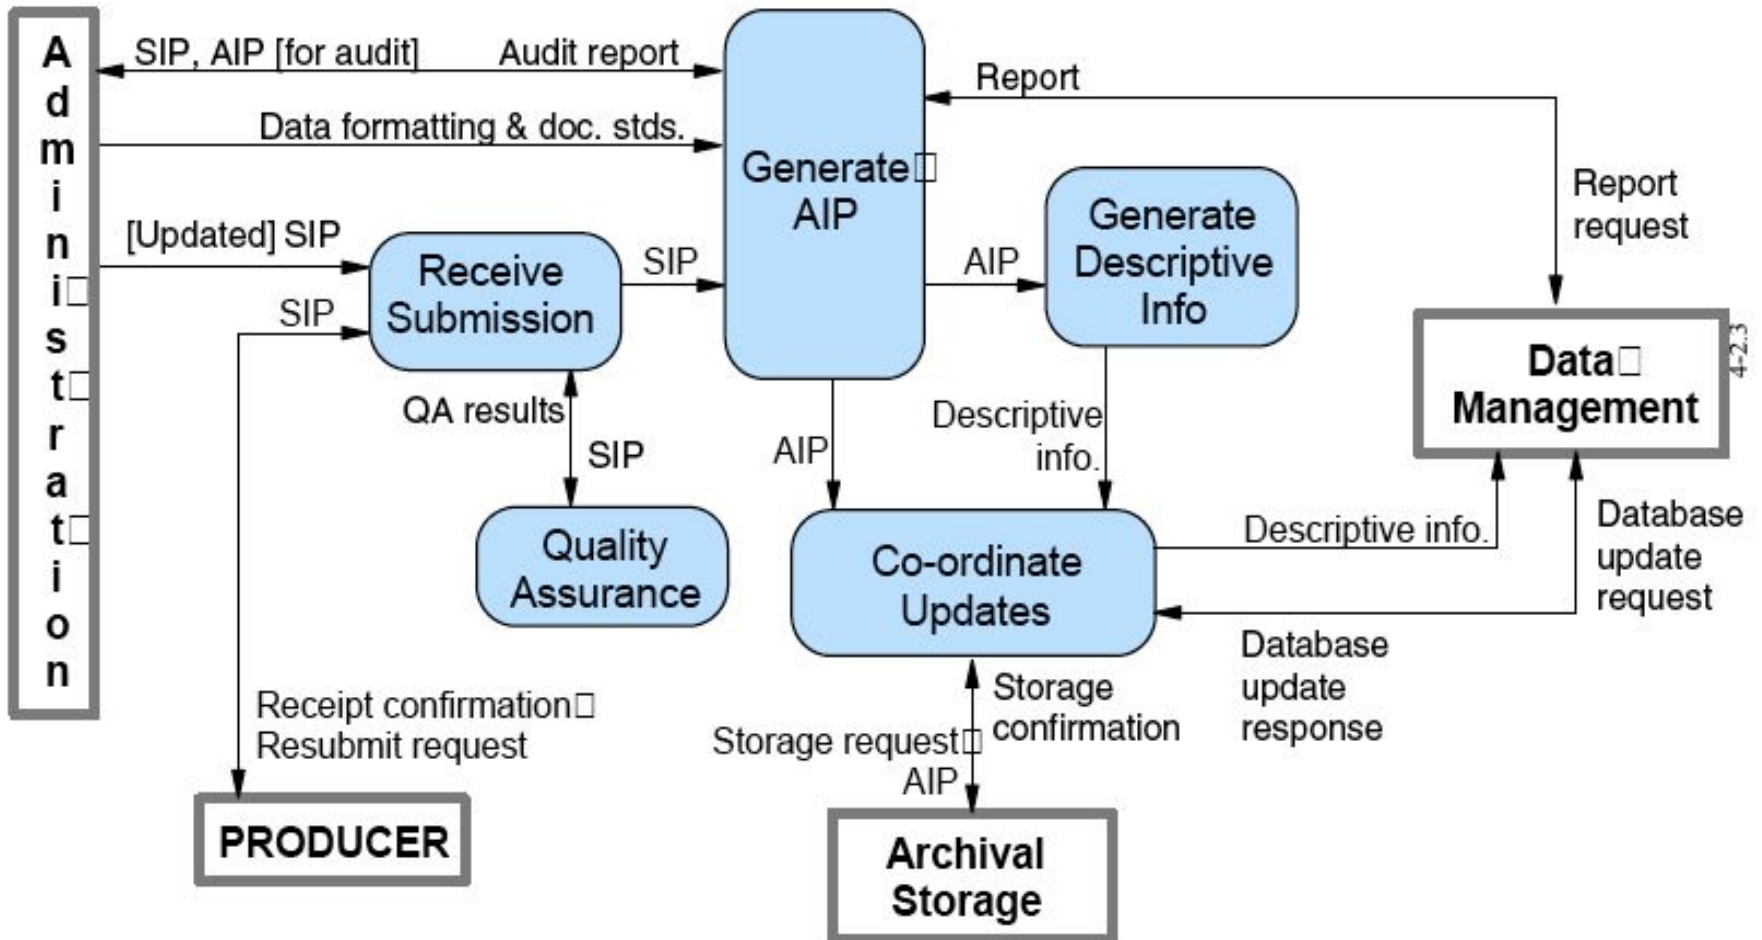 Administration
SIP, AIP [for audit]
Audit report
Data formatting & doc. stds.
[Updated] SIP
SIP
Receive
Submission
SIP
Generate
AIP
Report
Report
request
AIP
Generate
Descriptive
Info
Data
Management
4-2.3
QA results
SIP
Quality
Assurance
AIP
Descriptive
info.
Co-ordinate
Updates
Descriptive info.
Database
update
request
Database
update
response
Receipt confirmation
Resubmit request
PRODUCER
Storage
confirmation
Storage request
AIP
Archival
Storage